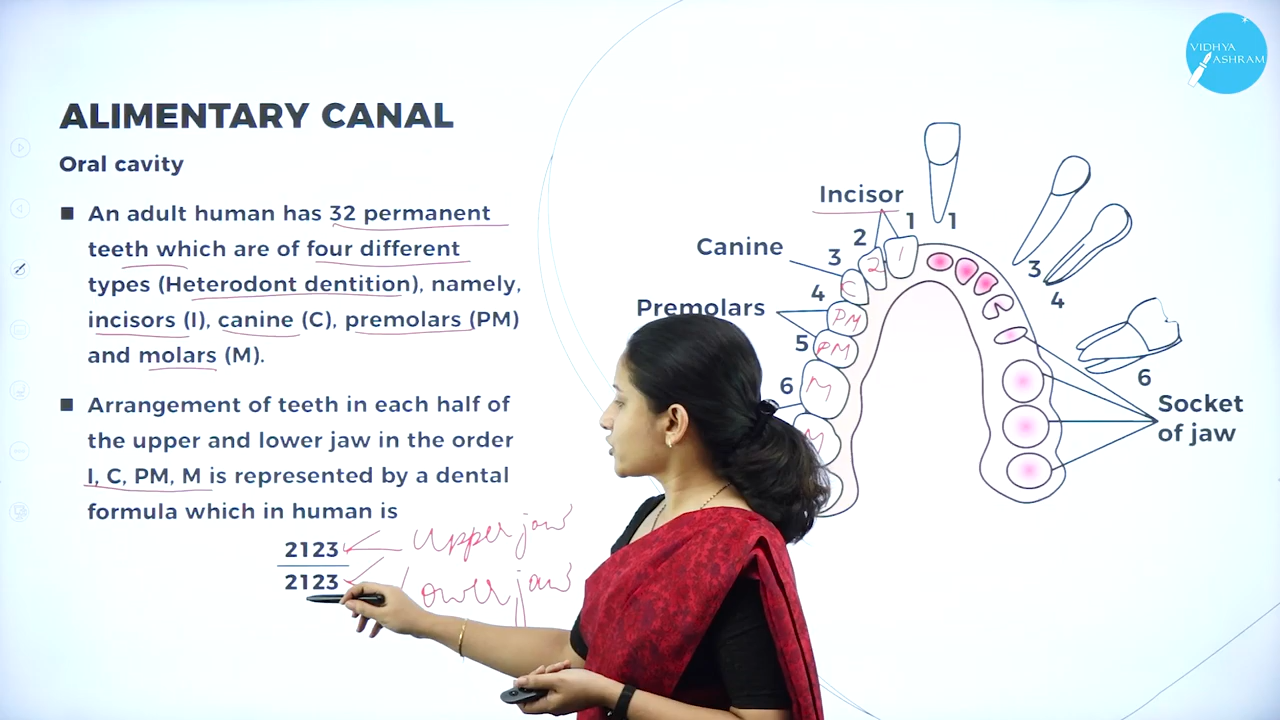 VIDHYA
ASHRAM
ALIMENTARY CANAL
Oral cavity
■ An adult human has 32 permanent
teeth which are of four different
types (Heterodont dentition), namely,
incisors (I), canine (C), premolars (PM)
and molars (M).
■ Arrangement of teeth in each half of
the upper and lower jaw in the order
I, C, PM, M is represented by a dental
formula which in human is
2123
2123
Upper jaw
Lower jaw
Incisor
Canine
Premolars
1
1
2
3
4
5
6
3
4
6
1
2
C
PM
PM
M
M
Socket
of jaw